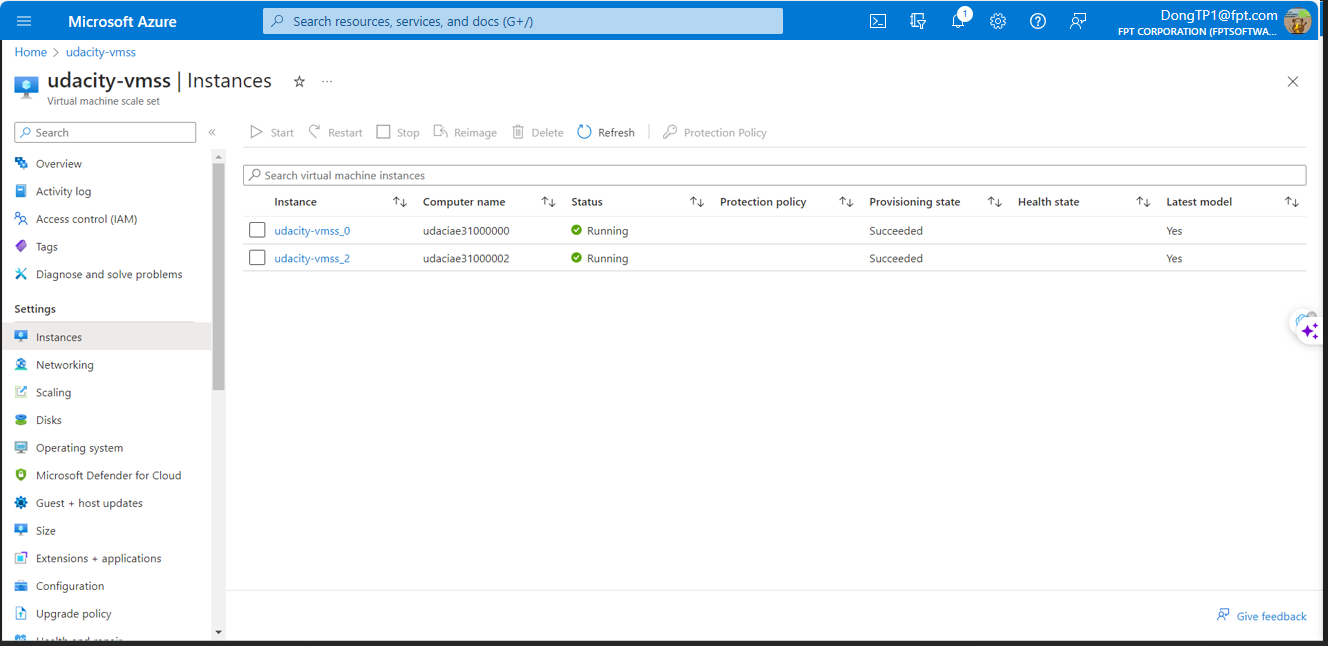 Microsoft Azure
Search resources, services, and docs (G+/)
1
DongTP1@fpt.com
FPT CORPORATION (FPTSOFTWA...
Home > udacity-vmss
udacity-vmss | Instances
Virtual machine scale set
Search
Start
Restart
Stop
Reimage
Delete
Refresh
Protection Policy
Overview
Activity log
Access control (IAM)
Tags
Diagnose and solve problems
Settings
Instances
Networking
Scaling
Disks
Operating system
Microsoft Defender for Cloud
Guest + host updates
Size
Extensions + applications
Configuration
Upgrade policy
Health and repair
Search virtual machine instances
Instance Computer name Status Protection policy Provisioning state Health state Latest model
udacity-vmss_0 udaciae31000000 Running Succeeded Yes
udacity-vmss_2 udaciae31000002 Running Succeeded Yes
Give feedback